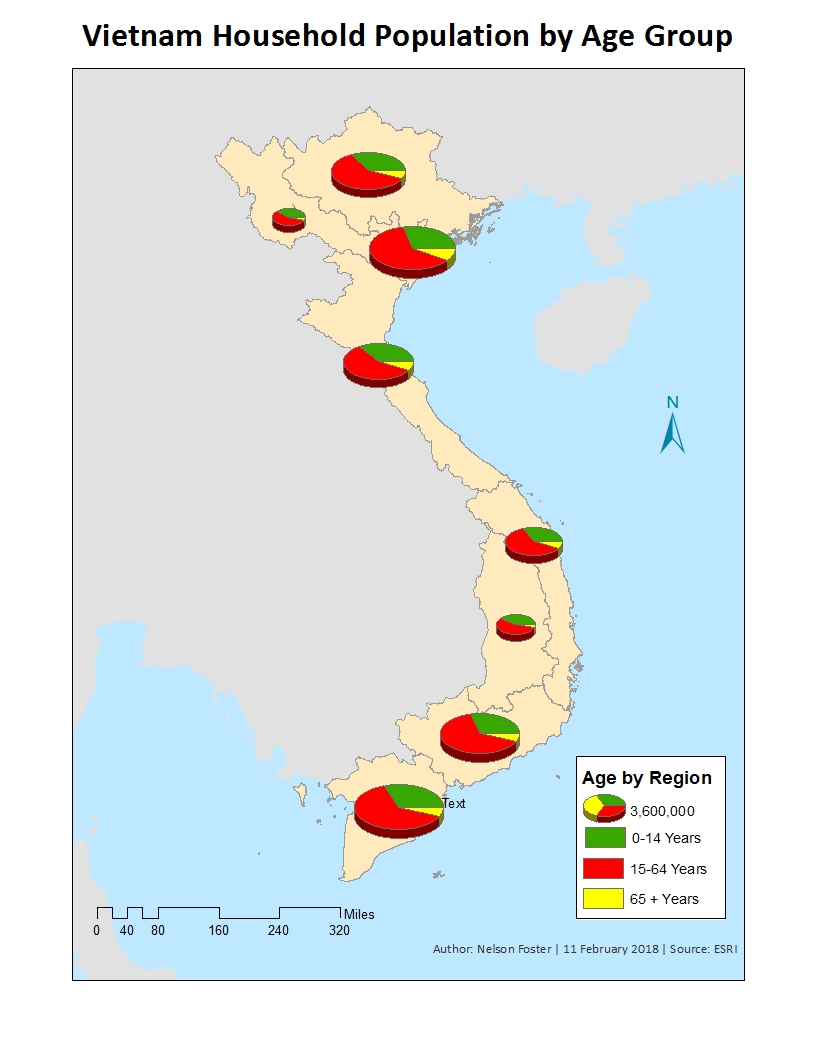 Vietnam Household Population by Age Group
N
Text
Age by Region
3,600,000
0-14 Years
15-64 Years
65 + Years
Miles
0 40 80 160 240 320
Author: Nelson Foster | 11 February 2018 | Source: ESRI